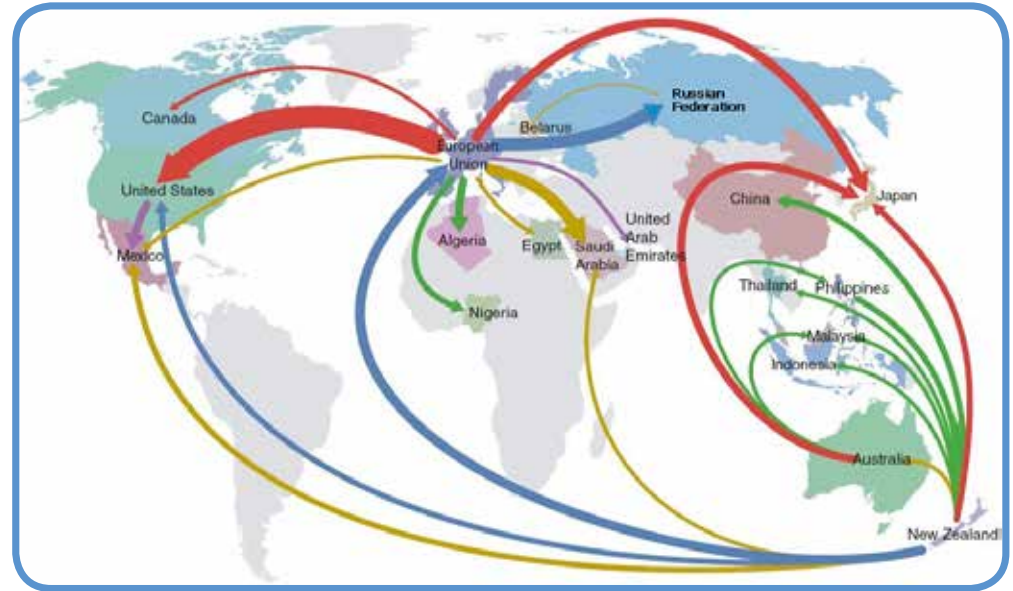 Russian
Federation
Canada
Belarus
European
Union
United States
China
Japan
United
Arab
Emirates
Algeria
Egypt
Saudi
Arabia
Mexico
Thailand
Philippines
Nigeria
Malaysia
Indonesia
Australia
New Zealand